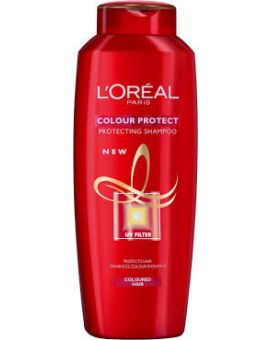 L'ORÉAL
PARIS
COLOUR PROTECT
PROTECTING SHAMPOO
NEW
UV FILTER
PROTECTS HAIR
ENHANCES COLOUR RADIANCE
COLOURED
HAIR